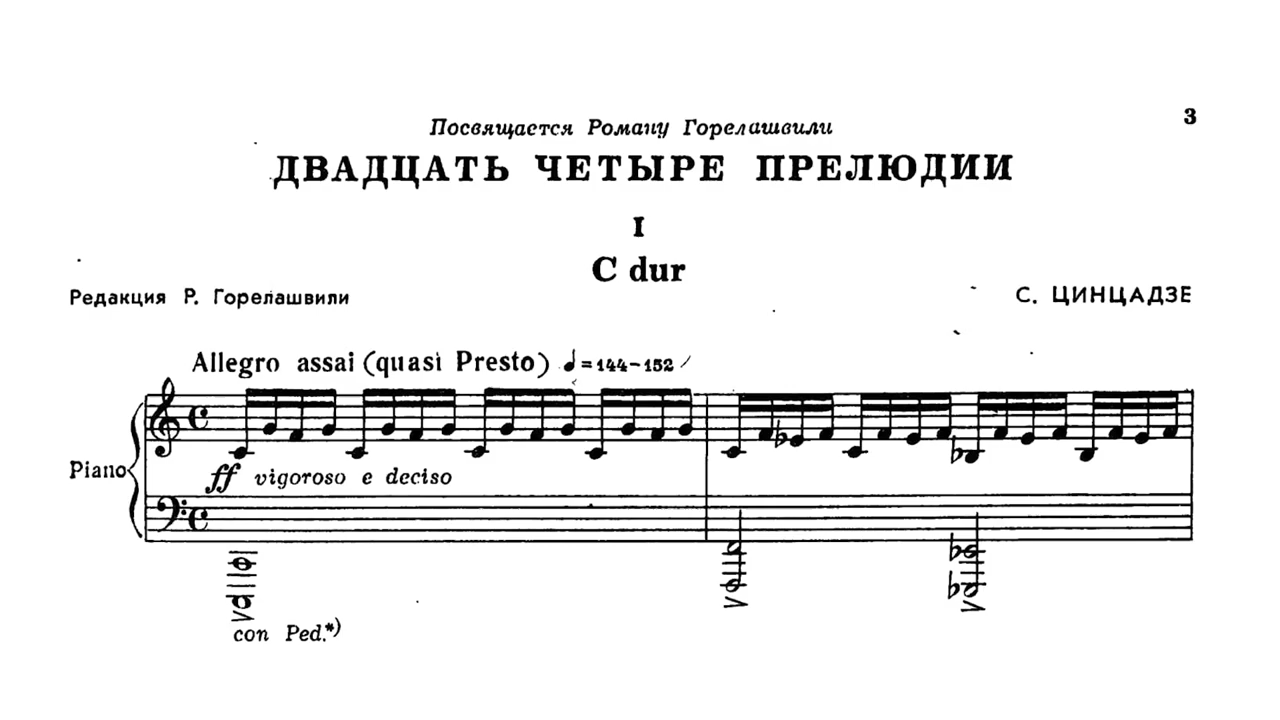 3
Посвящается Роману Горелашвили
ДВАДЦАТЬ ЧЕТЫРЕ ПРЕЛЮДИИ
I
C dur
Редакция Р. Горелашвили
С. ЦИНЦАДЗЕ
Allegro assai (quasi Presto) ♩=144–152
Piano
ff vigoroso e deciso
con Ped.*)